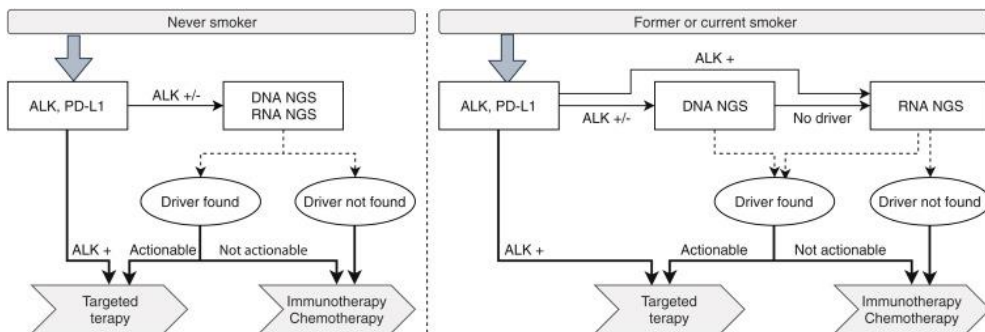 Never smoker
ALK, PD-L1
ALK +/-
DNA NGS
RNA NGS
Driver found
Driver not found
ALK +
Actionable
Not actionable
Targeted
terapy
Immunotherapy
Chemotherapy
Former or current smoker
ALK +
ALK, PD-L1
ALK +/-
DNA NGS
No driver
RNA NGS
Driver found
Driver not found
ALK +
Actionable
Not actionable
Targeted
terapy
Immunotherapy
Chemotherapy